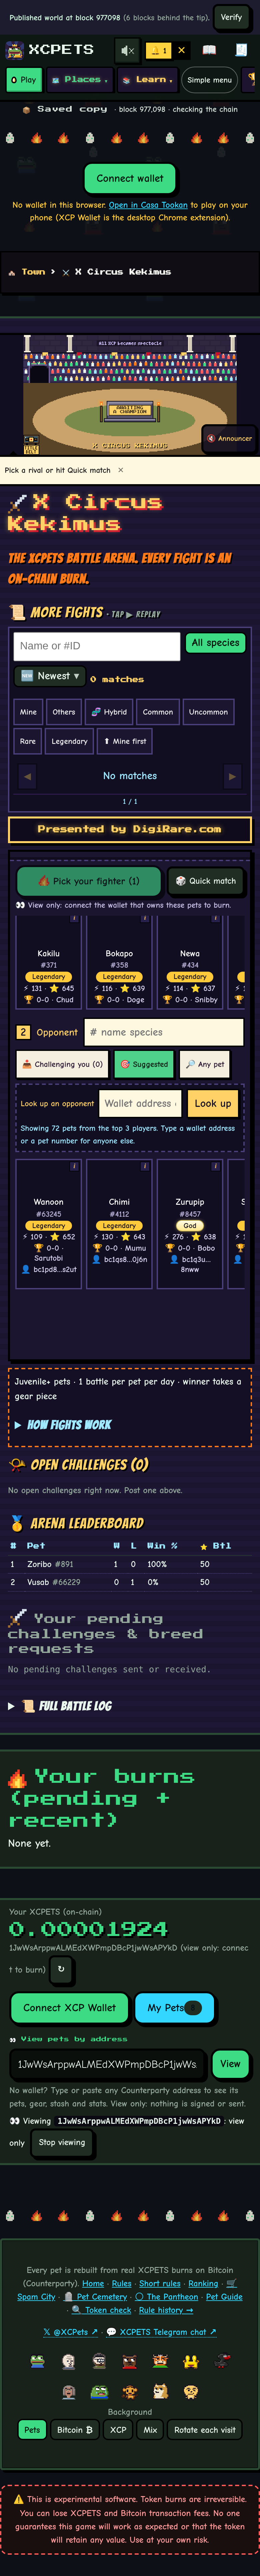 Published world at block 977098 (6 blocks behind the tip). Verify
XCPETS
1
0 Play Places Learn Simple menu
Saved copy · block 977,098 · checking the chain
Connect wallet
No wallet in this browser. Open in Casa Tookan to play on your
phone (XCP Wallet is the desktop Chrome extension).
Town › X Circus Kekimus
All XCP becomes spectacle
AWAITING
A CHAMPION
X CIRCUS KEKIMUS
Announcer
Pick a rival or hit Quick match ×
X Circus
Kekimus
THE XCPETS BATTLE ARENA. EVERY FIGHT IS AN
ON-CHAIN BURN.
MORE FIGHTS · TAP ▶ REPLAY
Name or #ID All species
Newest ▾ 0 matches
Mine Others Hybrid Common Uncommon
Rare Legendary Mine first
◀ No matches ▶
1 / 1
Presented by DigiRare.com
Pick your fighter (1) Quick match
View only: connect the wallet that owns these pets to burn.
i i i
Kakilu Bokapo Newa
#371 #358 #434
Legendary Legendary Legendary
131 · 645 116 · 639 114 · 637
0-0 · Chud 0-0 · Doge 0-0 · Snibby
2 Opponent # name species
Challenging you (0) Suggested Any pet
Look up an opponent Wallet address Look up
Showing 72 pets from the top 3 players. Type a wallet address
or a pet number for anyone else.
i i i
Wanoon Chimi Zurupip
#63245 #4112 #8457
Legendary Legendary God
109 · 652 130 · 643 276 · 638
0-0 · Sarutobi 0-0 · Mumu 0-0 · Bobo
bc1pd8...s2ut bc1qs8...0j6n bc1q3u...8nww
Juvenile+ pets · 1 battle per pet per day · winner takes a
gear piece
▶ HOW FIGHTS WORK
OPEN CHALLENGES (0)
No open challenges right now. Post one above.
ARENA LEADERBOARD
# Pet W L Win % Btl
1 Zoribo #891 1 0 100% 50
2 Vusab #66229 0 1 0% 50
Your pending
challenges & breed
requests
No pending challenges sent or received.
▶ FULL BATTLE LOG
Your burns
(pending +
recent)
None yet.
Your XCPETS (on-chain)
0.00001924
1JwWsArppwALMEdXWPmpDBcP1jwWsAPYkD (view only: connec
t to burn) ↻
Connect XCP Wallet My Pets
View pets by address
1JwWsArppwALMEdXWPmpDBcP1jwWs View
No wallet? Type or paste any Counterparty address to see its
pets, gear, stash and stats. View only: nothing is signed or sent.
Viewing 1JwWsArppwALMEdXWPmpDBcP1jwWsAPYkD : view
only Stop viewing
Every pet is rebuilt from real XCPETS burns on Bitcoin
(Counterparty). Home · Rules · Short rules · Ranking ·
Spam City · Pet Cemetery · The Pantheon · Pet Guide
· Token check · Rule history →
𝕏 @XCPets ↗ · XCPETS Telegram chat ↗
Background
Pets Bitcoin ₿ XCP Mix Rotate each visit
This is experimental software. Token burns are irreversible.
You can lose XCPETS and Bitcoin transaction fees. No one
guarantees this game will work as expected or that the token
will retain any value. Use at your own risk.